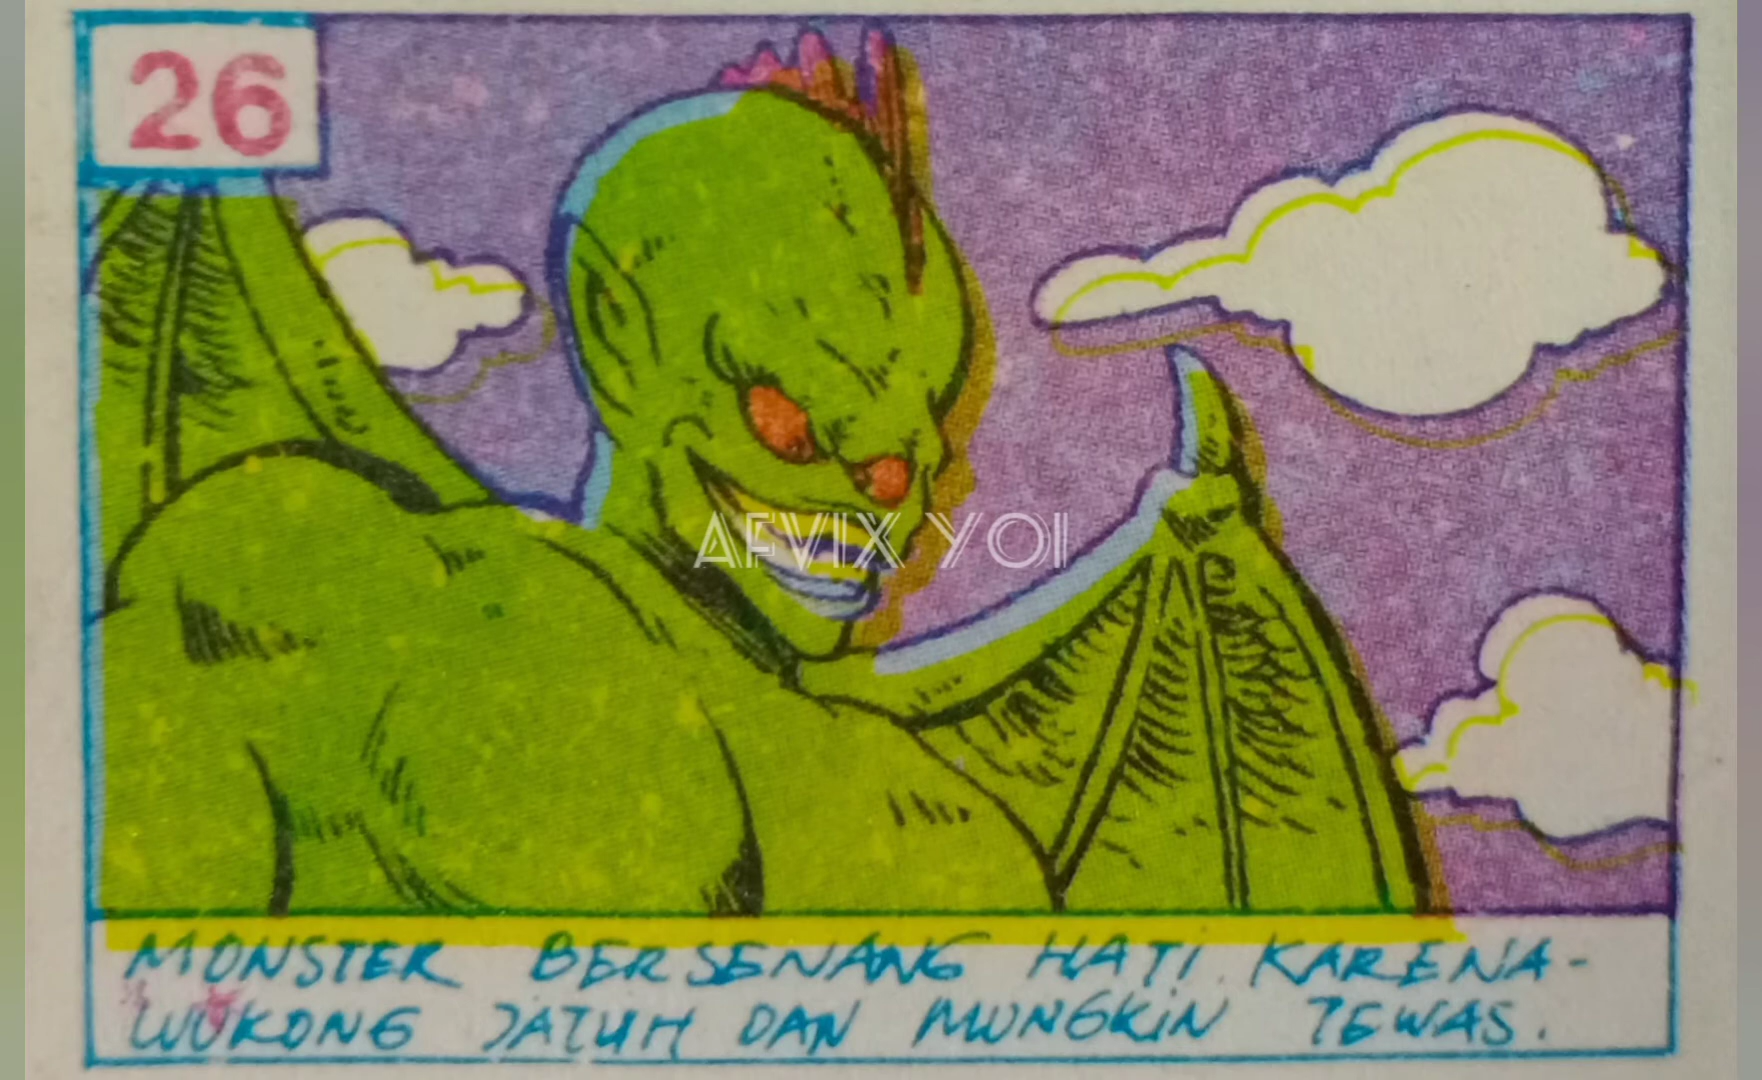 26
AFVIX YOI
MONSTER BERSENANG HATI KARENA-
WUKONG JATUH DAN MUNGKIN TEWAS.